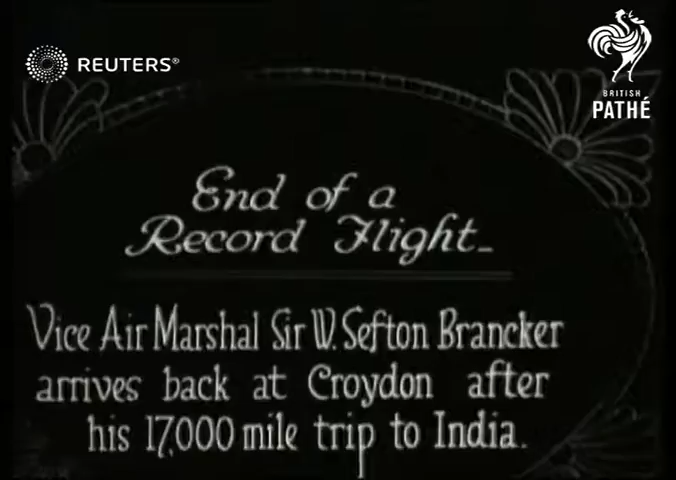 REUTERS®
BRITISH
PATHÉ
End of a
Record Flight_
Vice Air Marshal Sir W. Sefton Brancker
arrives back at Croydon after
his 17,000 mile trip to India.